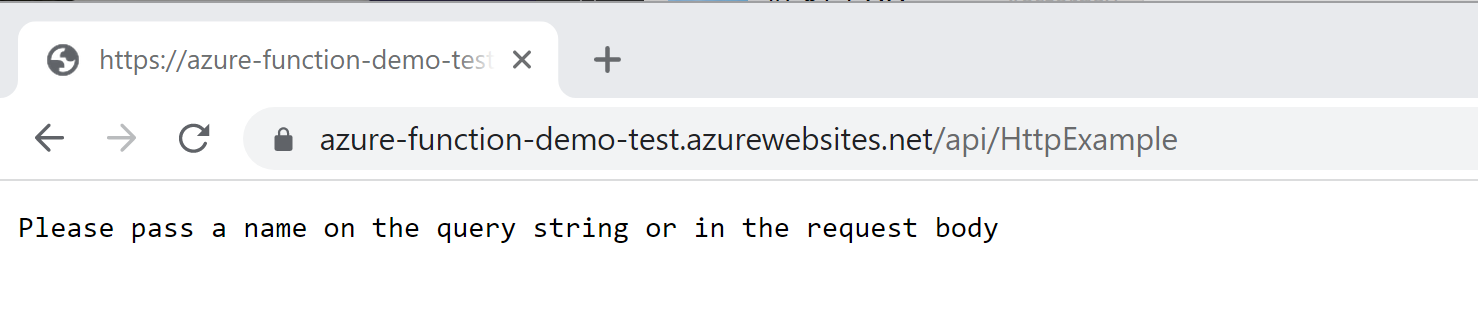 https://azure-function-demo-test
azure-function-demo-test.azurewebsites.net/api/HttpExample
Please pass a name on the query string or in the request body